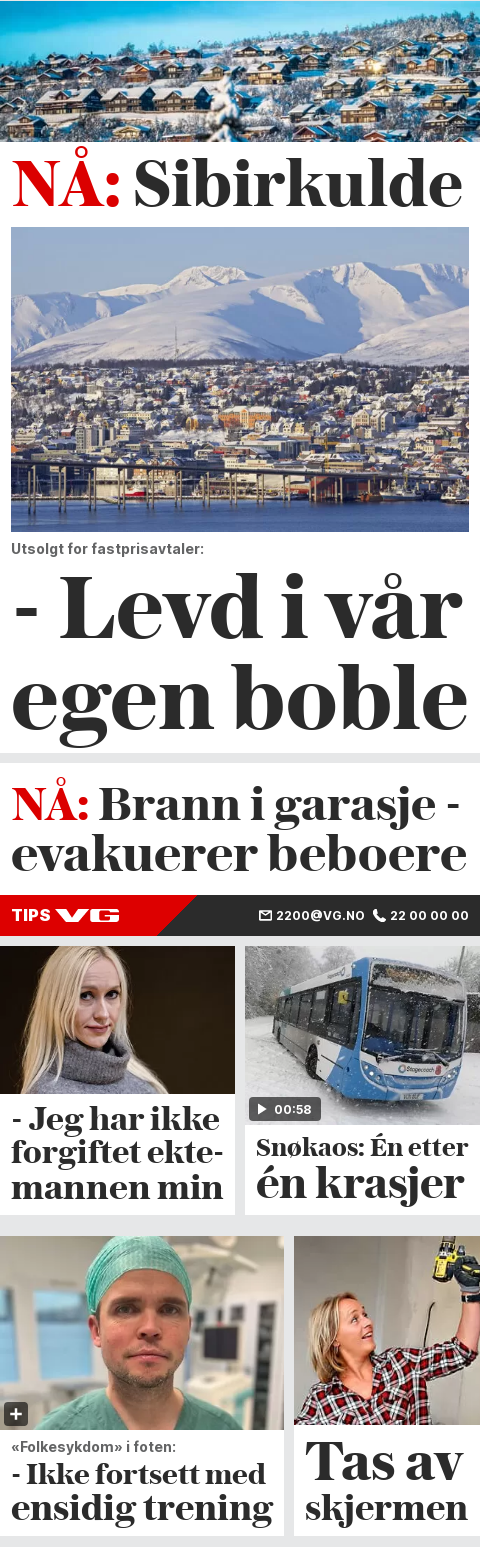 NÅ: Sibirkulde
Utsolgt for fastprisavtaler:
- Levd i vår
egen boble
NÅ: Brann i garasje -
evakuerer beboere
TIPS VG
2200@VG.NO 22 00 00 00
- Jeg har ikke
forgiftet ekte-
mannen min
Stagecoach
00:58
Snøkaos: Én etter
én krasjer
«Folkesykdom» i foten:
- Ikke fortsett med
ensidig trening
Tas av
skjermen